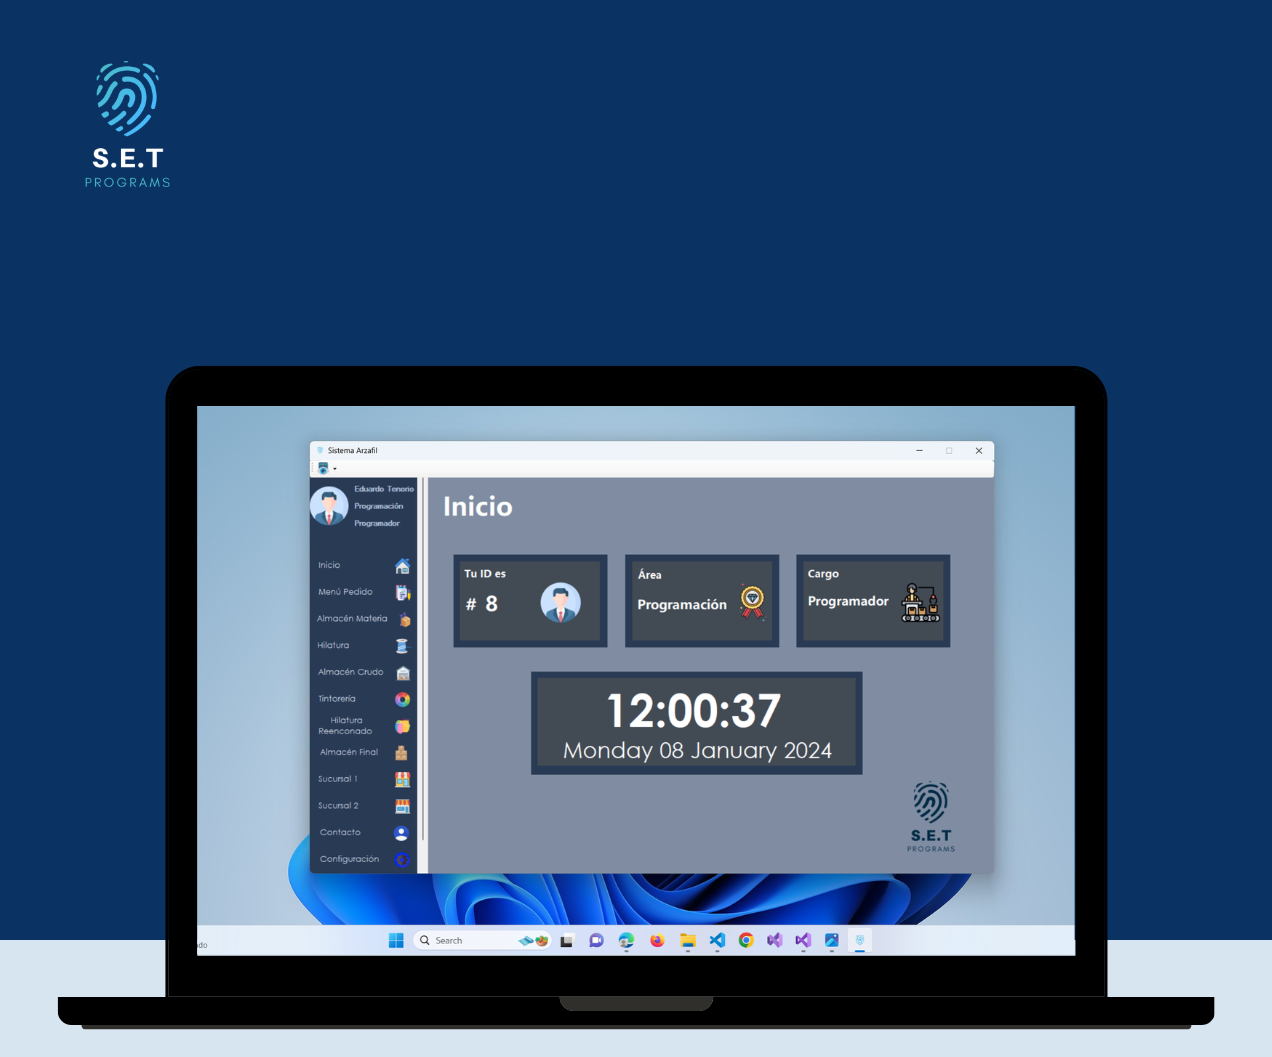 S.E.T
PROGRAMS
Sistema Arzafil
Eduardo Tenorio
Programación
Programador
Inicio
Menú Pedido
Almacén Materia
Hilatura
Almacén Crudo
Tintorería
Hilatura
Reenconado
Almacén Final
Sucursal 1
Sucursal 2
Contacto
Configuración
Inicio
Tu ID es
# 8
Área
Programación
Cargo
Programador
12:00:37
Monday 08 January 2024
S.E.T
PROGRAMS
Search